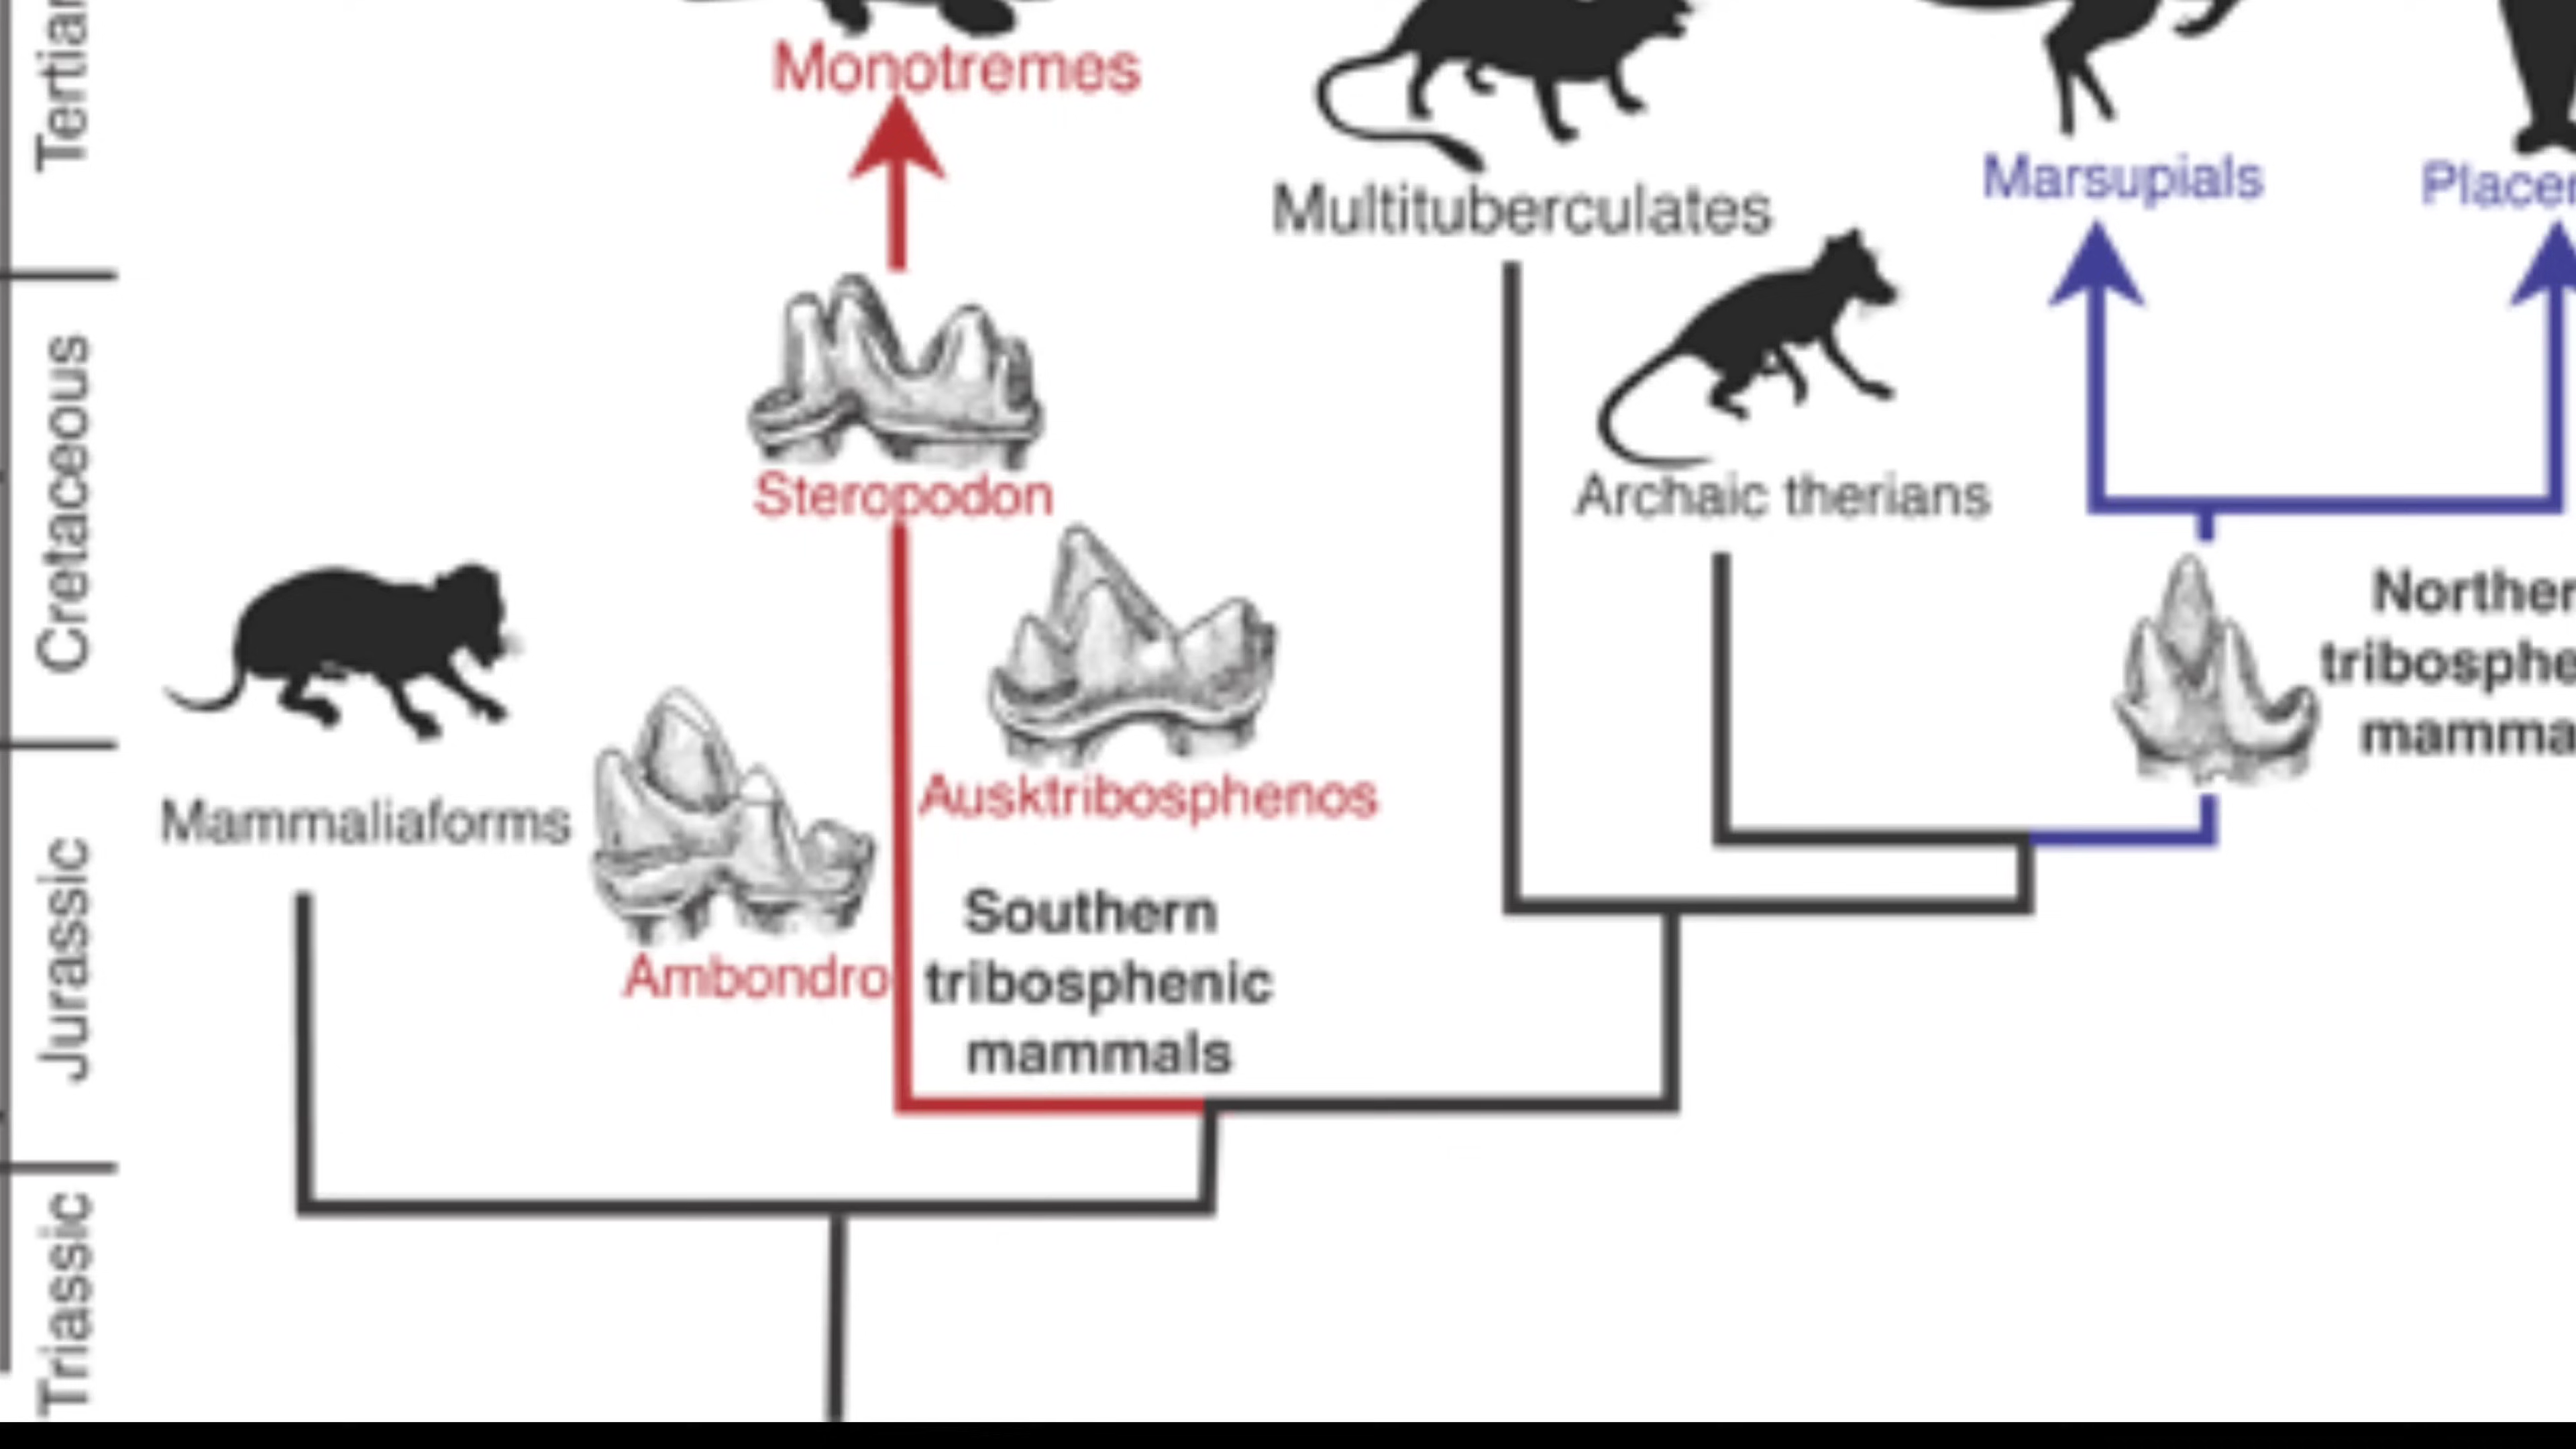 Monotremes
Multituberculates
Marsupials
Steropodon
Archaic therians
Mammaliaforms
Ausktribosphenos
Ambondro
Southern
tribosphenic
mammals
Cretaceous
Jurassic
Triassic